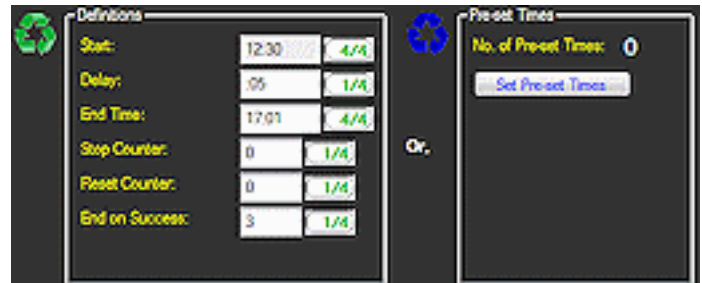 Definitions
Start: 12:30 4/4
Delay: :05 1/4
End Time: 17:01 4/4
Stop Counter: 0 1/4
Reset Counter: 0 1/4
End on Success: 3 1/4
Or,
Pre-set Times
No. of Pre-set Times: 0
Set Pre-set Times